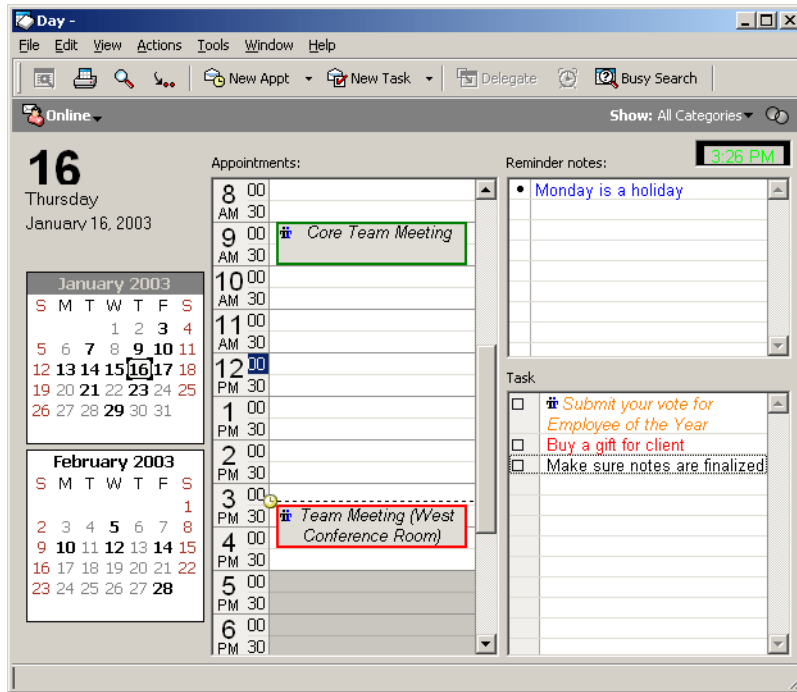 Day -
File Edit View Actions Tools Window Help
New Appt New Task Delegate Busy Search
Online Show: All Categories
16
Thursday
January 16, 2003
January 2003
S M T W T F S
1 2 3 4
5 6 7 8 9 10 11
12 13 14 15 16 17 18
19 20 21 22 23 24 25
26 27 28 29 30 31
February 2003
S M T W T F S
1
2 3 4 5 6 7 8
9 10 11 12 13 14 15
16 17 18 19 20 21 22
23 24 25 26 27 28
Appointments:
8 00
AM 30
9 00 Core Team Meeting
AM 30
10 00
AM 30
11 00
AM 30
12 00
PM 30
1 00
PM 30
2 00
PM 30
3 00
PM 30 Team Meeting (West
4 00 Conference Room)
PM 30
5 00
PM 30
6 00
PM 30
3:26 PM
Reminder notes:
• Monday is a holiday
Task
Submit your vote for
Employee of the Year
Buy a gift for client
Make sure notes are finalized